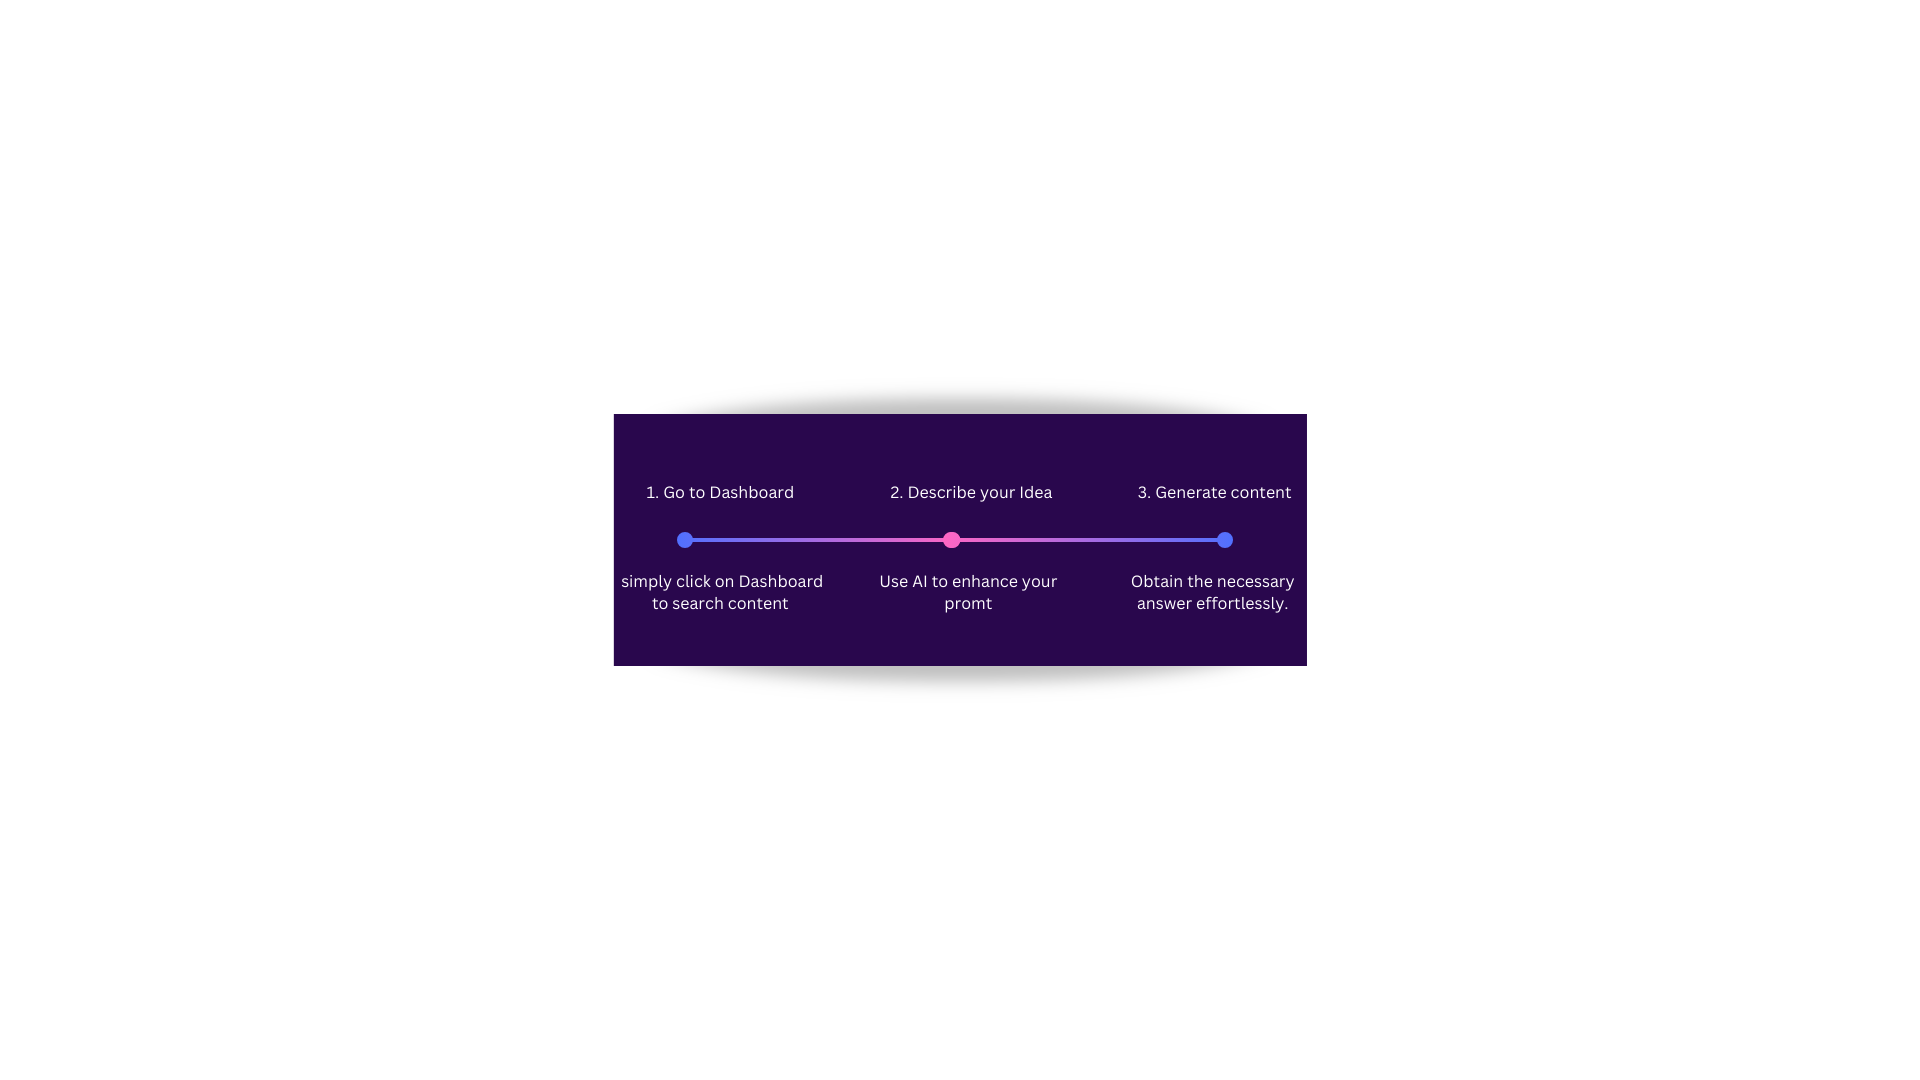 1. Go to Dashboard
simply click on Dashboard
to search content
2. Describe your Idea
Use AI to enhance your
promt
3. Generate content
Obtain the necessary
answer effortlessly.